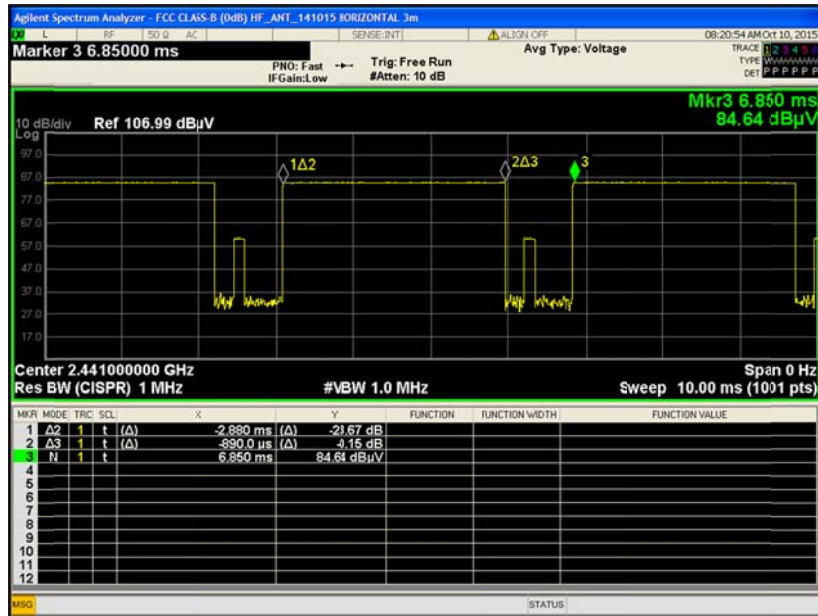 Agilent Spectrum Analyzer - FCC CLASS-B (0dB) HF_ANT_141015 HORIZONTAL 3m
L RF 50 Ω AC SENSE:INT ALIGN OFF 08:20:54 AM Oct 10, 2015
Marker 3 6.85000 ms
PNO: Fast
IFGain:Low
Trig: Free Run
#Atten: 10 dB
Avg Type: Voltage
TRACE 1 2 3 4 5 6
TYPE
DET P P P P P P
Mkr3 6.850 ms
84.64 dBµV
10 dB/div Ref 106.99 dBµV
Log
97.0
87.0
77.0
67.0
57.0
47.0
37.0
27.0
17.0
1Δ2
2Δ3
3
Center 2.441000000 GHz Span 0 Hz
Res BW (CISPR) 1 MHz #VBW 1.0 MHz Sweep 10.00 ms (1001 pts)
MKR MODE TRC SCL X Y FUNCTION FUNCTION WIDTH FUNCTION VALUE
1 Δ2 1 t (Δ) -2.880 ms (Δ) -23.67 dB
2 Δ3 1 t (Δ) -890.0 µs (Δ) -0.15 dB
3 N 1 t 6.850 ms 84.64 dBµV
4
5
6
7
8
9
10
11
12
MSG STATUS